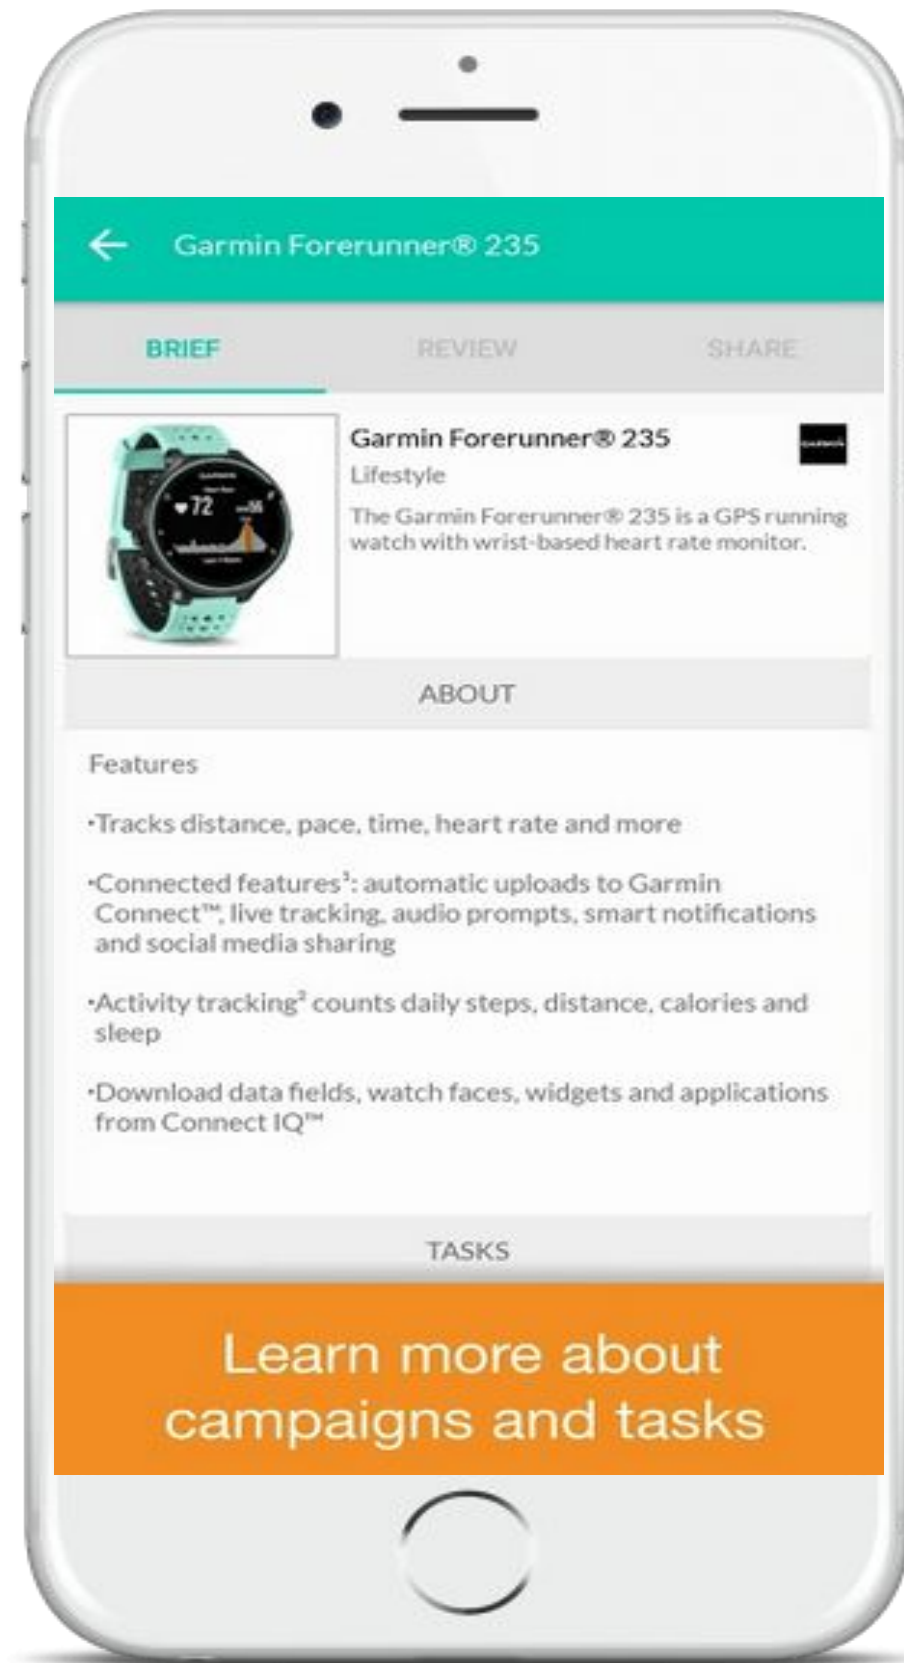 Garmin Forerunner® 235
BRIEF REVIEW SHARE
Garmin Forerunner® 235
GARMIN
Lifestyle
The Garmin Forerunner® 235 is a GPS running
watch with wrist-based heart rate monitor.
72
ABOUT
Features
•Tracks distance, pace, time, heart rate and more
•Connected features¹: automatic uploads to Garmin
Connect™, live tracking, audio prompts, smart notifications
and social media sharing
•Activity tracking² counts daily steps, distance, calories and
sleep
•Download data fields, watch faces, widgets and applications
from Connect IQ™
TASKS
Learn more about
campaigns and tasks